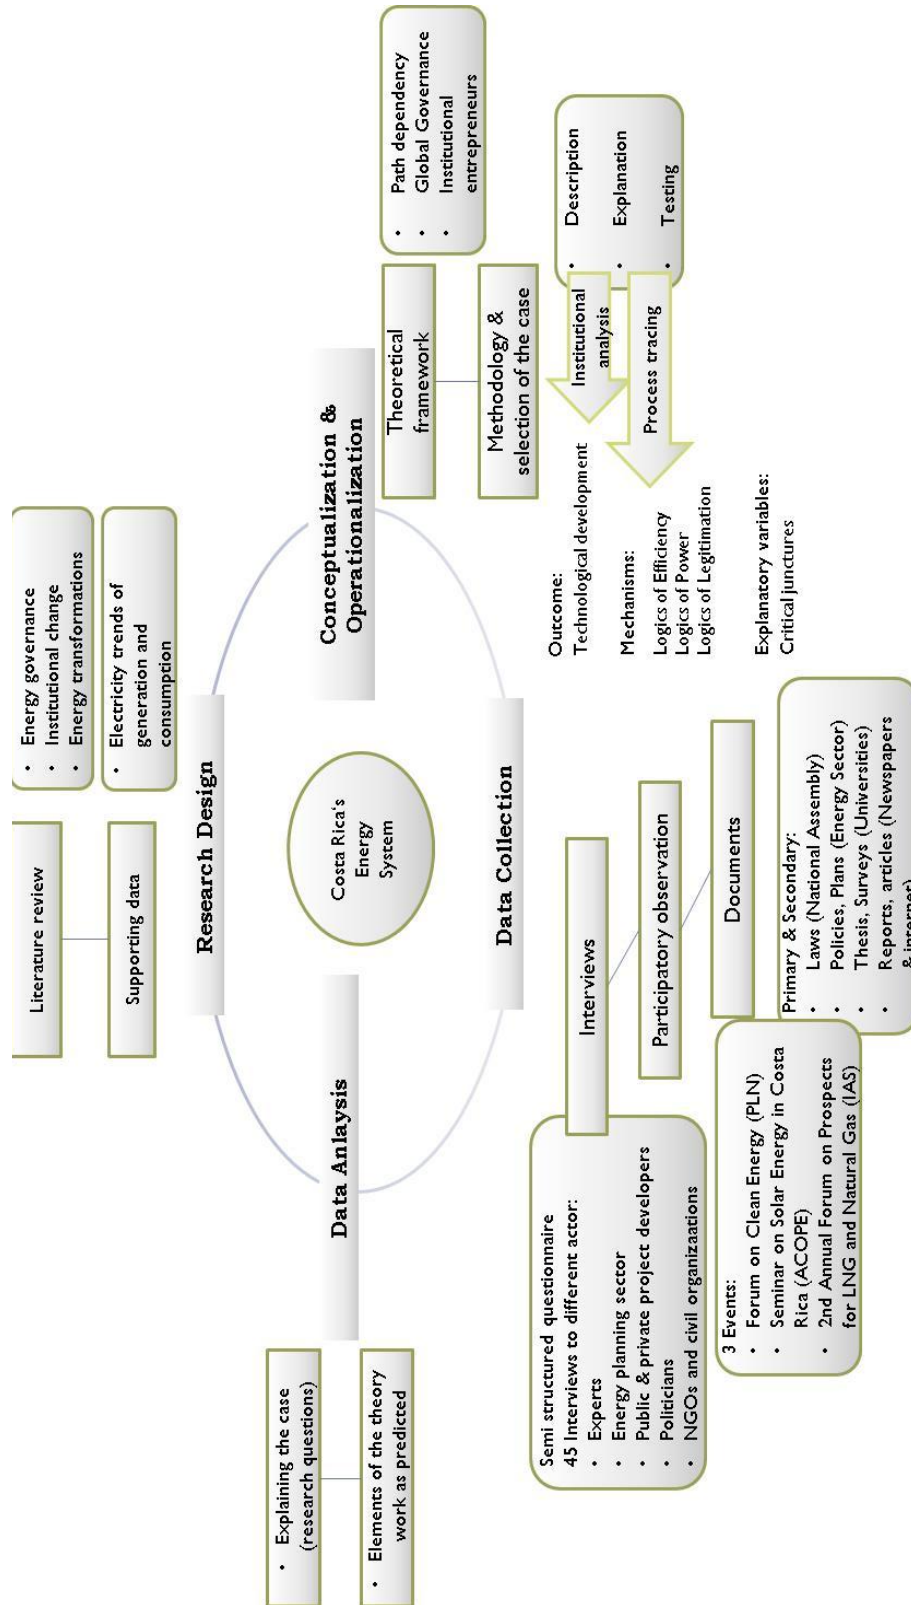 Literature review
Supporting data
• Energy governance
• Institutional change
• Energy transformations
• Electricity trends of
generation and
consumption
Research Design
Conceptualization &
Operationalization
Theoretical
framework
Methodology &
selection of the case
• Path dependency
• Global Governance
• Institutional
entrepreneurs
• Description
• Explanation
• Testing
Institutional
analysis
Process tracing
Outcome:
Technological development
Mechanisms:
Logics of Efficiency
Logics of Power
Logics of Legitimation
Explanatory variables:
Critical junctures
Costa Rica's
Energy
System
Data Collection
Interviews
Participatory observation
Documents
Semi structured questionnaire
45 Interviews to different actor:
• Experts
• Energy planning sector
• Public & private project developers
• Politicians
• NGOs and civil organizaations
3 Events:
• Forum on Clean Energy (PLN)
• Seminar on Solar Energy in Costa
Rica (ACOPE)
• 2nd Annual Forum on Prospects
for LNG and Natural Gas (IAS)
Primary & Secondary:
• Laws (National Assembly)
• Policies, Plans (Energy Sector)
• Thesis, Surveys (Universities)
• Reports, articles (Newspapers
& internet)
Data Anlaysis
• Explaining the case
(research questions)
• Elements of the theory
work as predicted